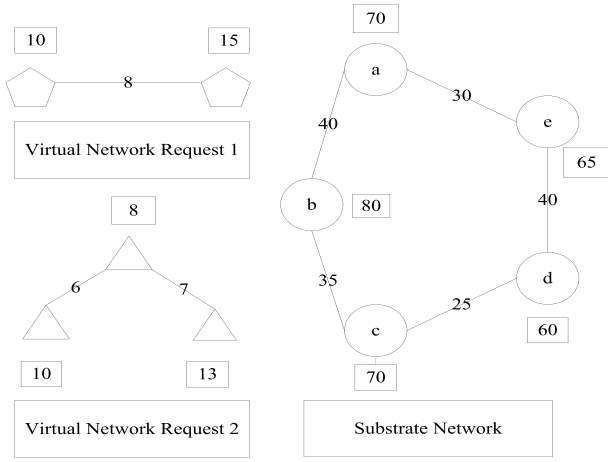 10
15
8
Virtual Network Request 1
8
6
7
10
13
Virtual Network Request 2
70
a
30
e
65
40
b
80
40
35
d
60
25
c
70
Substrate Network